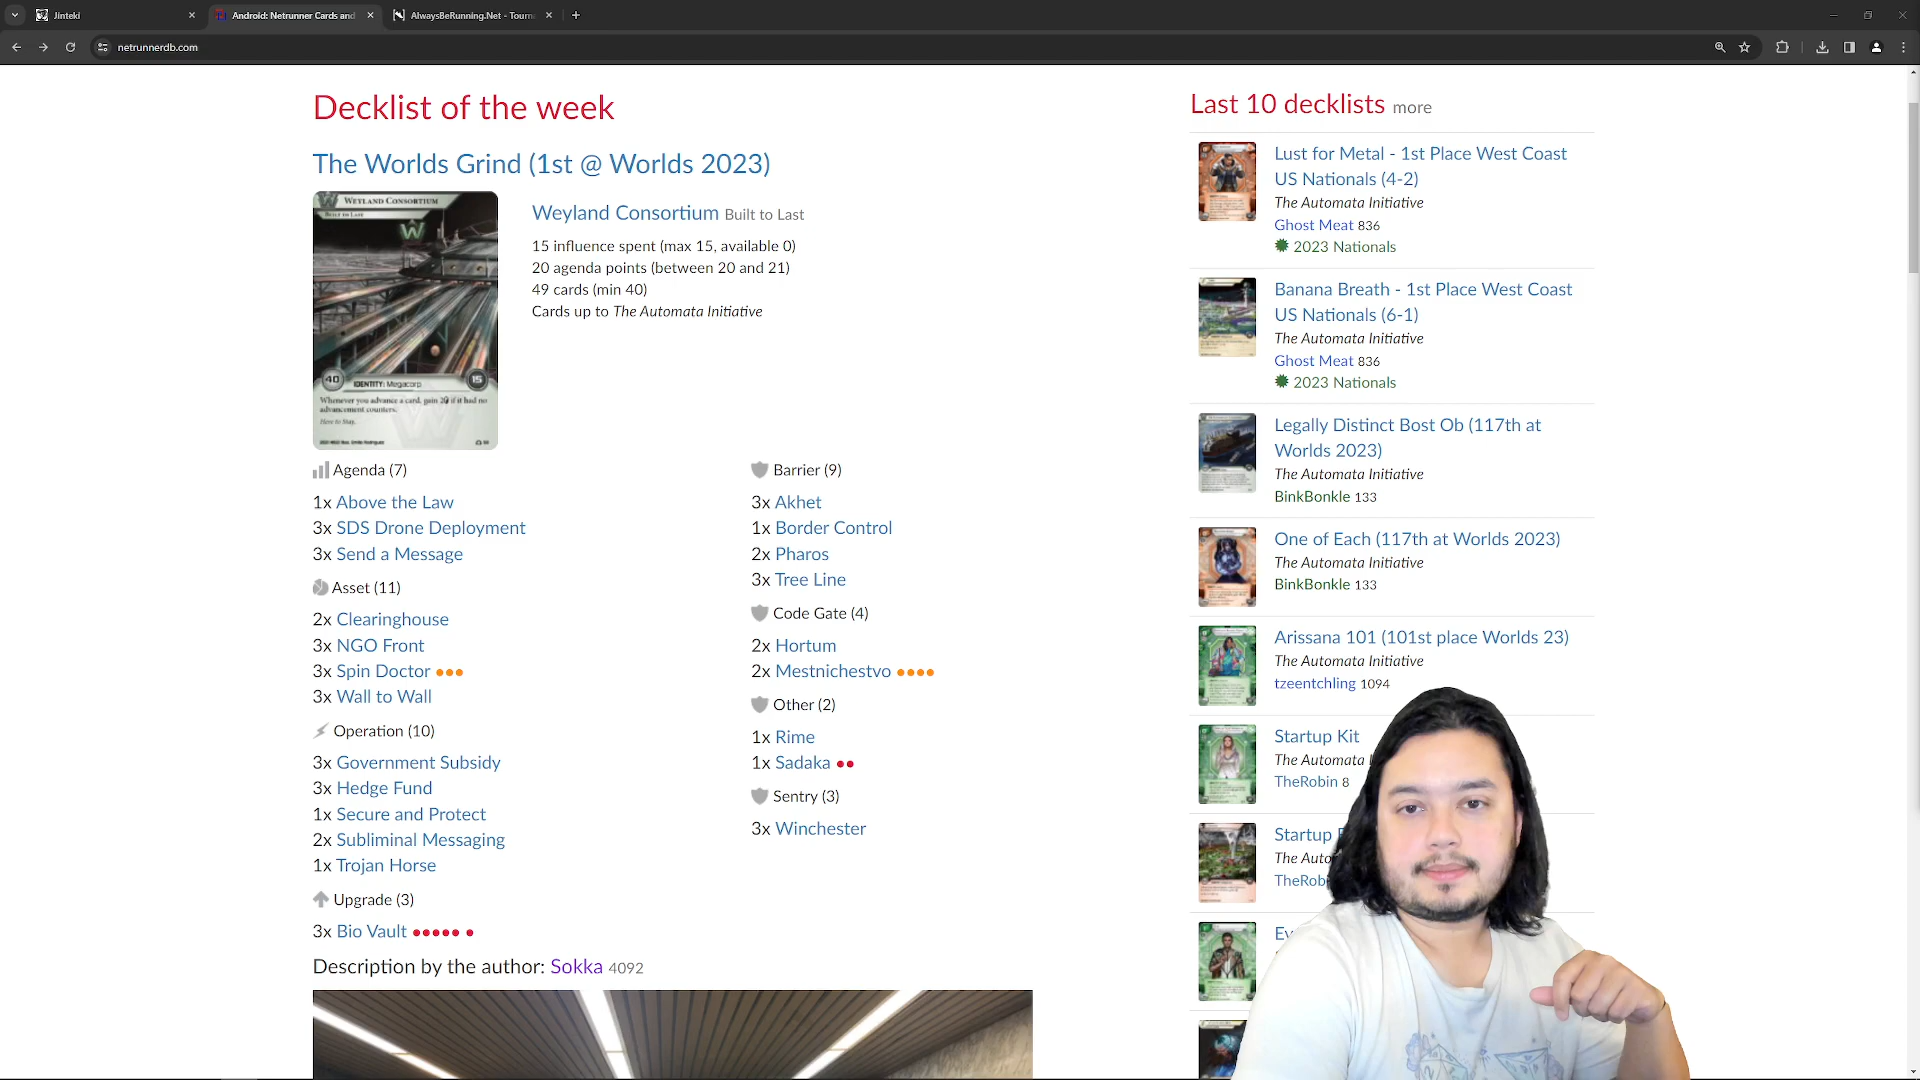 Jinteki
Android: Netrunner Cards and
AlwaysBeRunning.Net - Tourna
netrunnerdb.com
Decklist of the week
The Worlds Grind (1st @ Worlds 2023)
WEYLAND CONSORTIUM
BUILT TO LAST
40
IDENTITY: Megacorp
15
Whenever you advance a card, gain 2 if it had no
advancement counters.
Here to Stay.
Weyland Consortium Built to Last
15 influence spent (max 15, available 0)
20 agenda points (between 20 and 21)
49 cards (min 40)
Cards up to The Automata Initiative
Agenda (7)
1x Above the Law
3x SDS Drone Deployment
3x Send a Message
Asset (11)
2x Clearinghouse
3x NGO Front
3x Spin Doctor
3x Wall to Wall
Operation (10)
3x Government Subsidy
3x Hedge Fund
1x Secure and Protect
2x Subliminal Messaging
1x Trojan Horse
Upgrade (3)
3x Bio Vault
Barrier (9)
3x Akhet
1x Border Control
2x Pharos
3x Tree Line
Code Gate (4)
2x Hortum
2x Mestnichestvo
Other (2)
1x Rime
1x Sadaka
Sentry (3)
3x Winchester
Description by the author: Sokka 4092
Last 10 decklists more
Lust for Metal - 1st Place West Coast
US Nationals (4-2)
The Automata Initiative
Ghost Meat 836
2023 Nationals
Banana Breath - 1st Place West Coast
US Nationals (6-1)
The Automata Initiative
Ghost Meat 836
2023 Nationals
Legally Distinct Bost Ob (117th at
Worlds 2023)
The Automata Initiative
BinkBonkle 133
One of Each (117th at Worlds 2023)
The Automata Initiative
BinkBonkle 133
Arissana 101 (101st place Worlds 23)
The Automata Initiative
tzeentchling 1094
Startup Kit
The Automata
TheRobin 8
Startup
The Auto
TheRobi
Ev